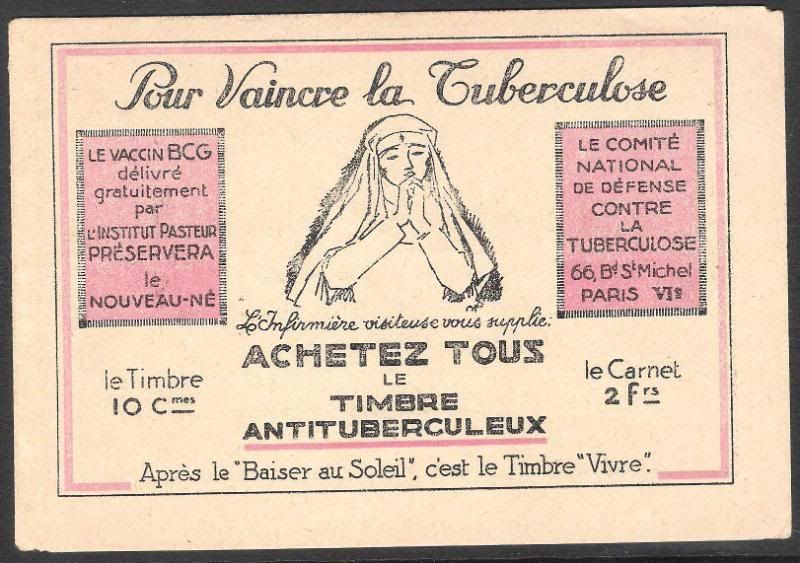 Pour Vaincre la Tuberculose
LE VACCIN BCG
délivré
gratuitement
par
L'INSTITUT PASTEUR
PRÉSERVERA
le
NOUVEAU-NÉ
LE COMITÉ
NATIONAL
DE DÉFENSE
CONTRE
LA
TUBERCULOSE
66, Bd St Michel
PARIS VIe
L'Infirmière visiteuse vous supplie:
ACHETEZ TOUS
LE
TIMBRE
ANTITUBERCULEUX
le Timbre
10 Cmes
le Carnet
2 Frs
Après le "Baiser au Soleil", c'est le Timbre "Vivre".